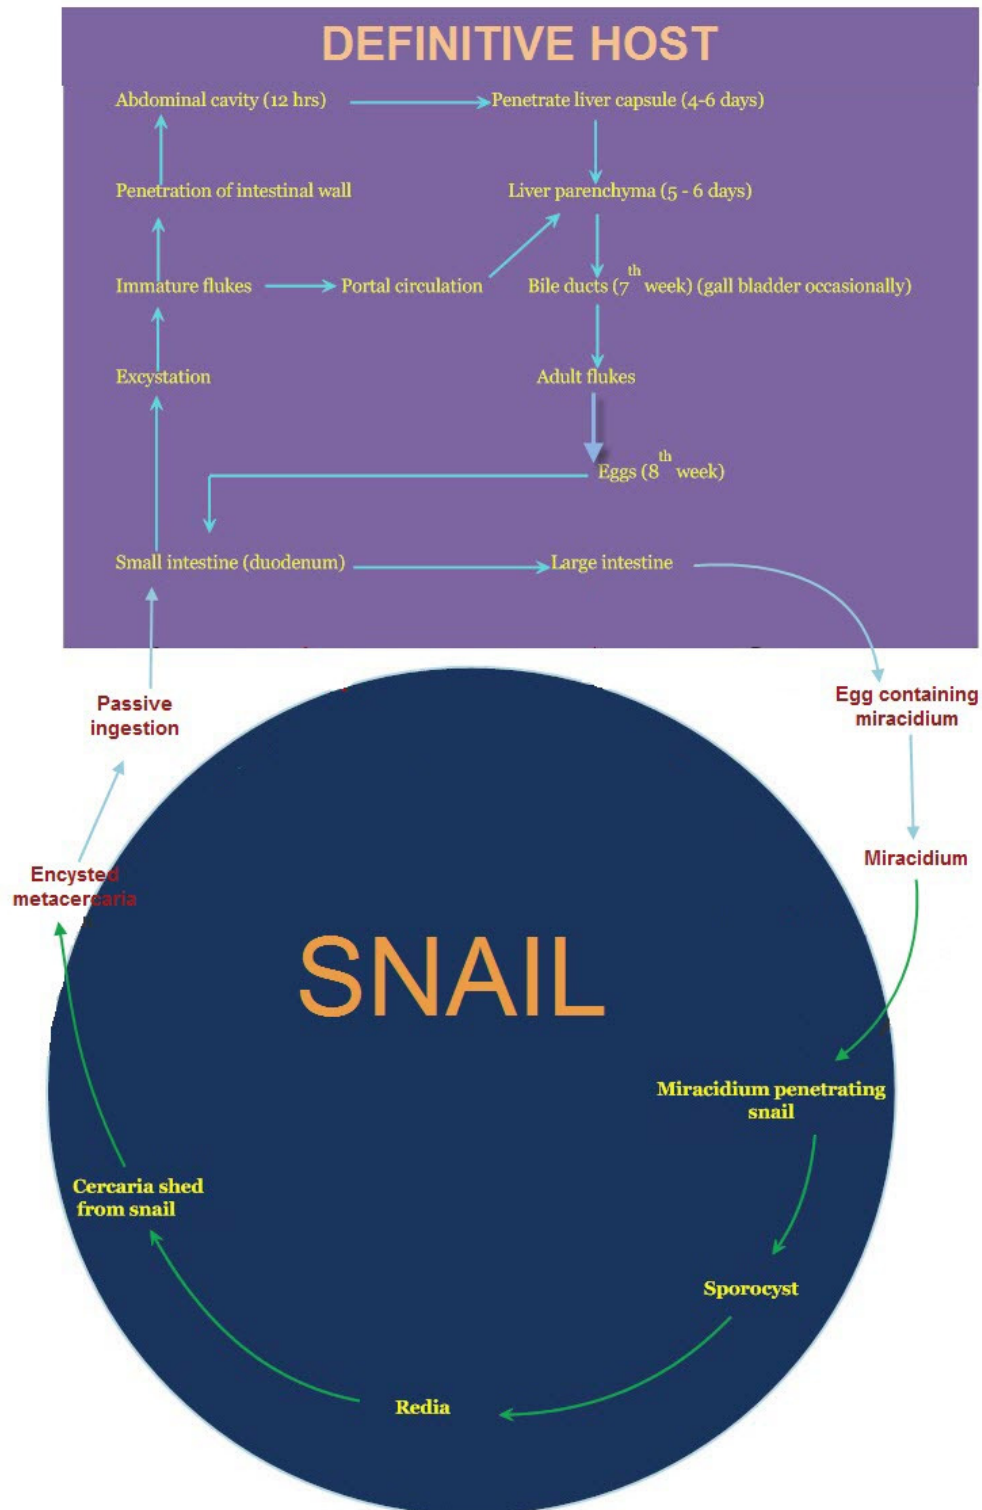 DEFINITIVE HOST
Abdominal cavity (12 hrs)
Penetrate liver capsule (4-6 days)
Penetration of intestinal wall
Liver parenchyma (5 - 6 days)
Immature flukes
Portal circulation
Bile ducts (7th week) (gall bladder occasionally)
Excystation
Adult flukes
Eggs (8th week)
Small intestine (duodenum)
Large intestine
Passive
ingestion
Egg containing
miracidium
Miracidium
Encysted
metacercaria
SNAIL
Miracidium penetrating
snail
Cercaria shed
from snail
Sporocyst
Redia